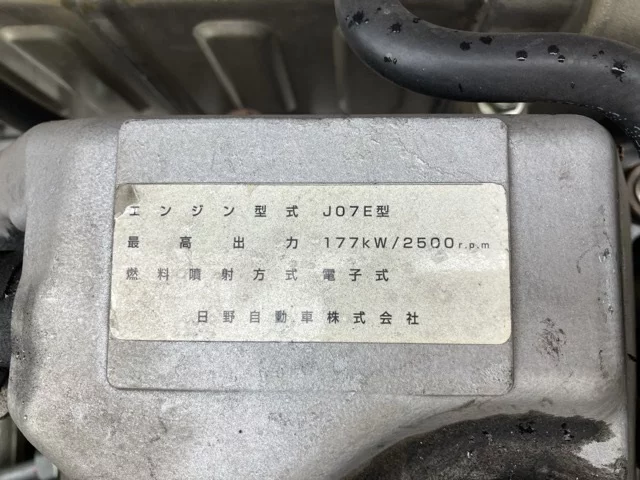 エンジン型式 J07E型
最高出力 177kW/2500r.p.m
燃料噴射方式 電子式
日野自動車株式会社